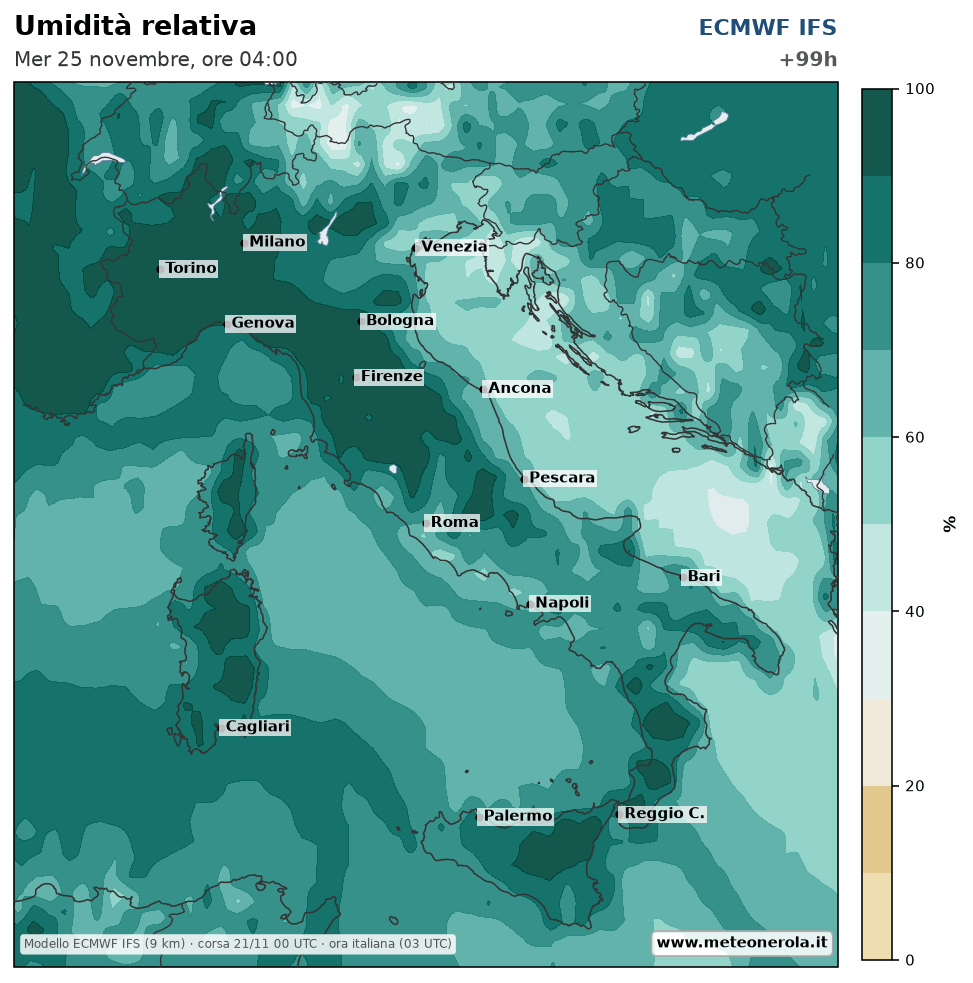 Umidità relativa
ECMWF IFS
Mer 25 novembre, ore 04:00
+99h
100
80
60
40
20
0
%
Milano
Venezia
Torino
Genova
Bologna
Firenze
Ancona
Pescara
Roma
Bari
Napoli
Cagliari
Palermo
Reggio C.
Modello ECMWF IFS (9 km) · corsa 21/11 00 UTC · ora italiana (03 UTC)
www.meteonerola.it